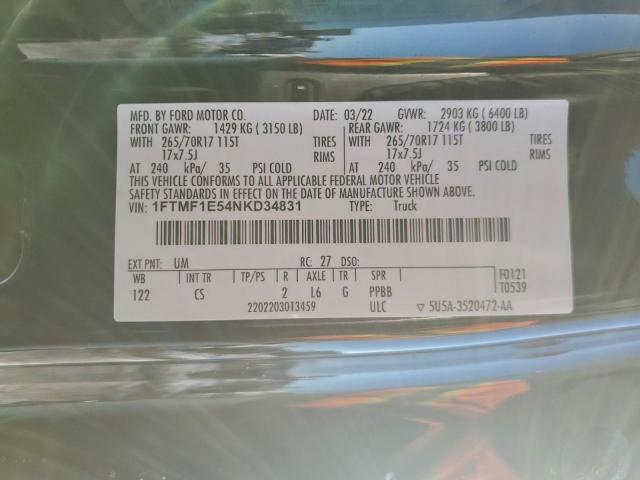 MFD. BY FORD MOTOR CO. DATE: 03/22 GVWR: 2903 KG ( 6400 LB)
FRONT GAWR: 1429 KG ( 3150 LB) REAR GAWR: 1724 KG ( 3800 LB)
WITH 265/70R17 115T TIRES WITH 265/70R17 115T TIRES
17x7.5J RIMS 17x7.5J RIMS
AT 240 kPa/ 35 PSI COLD AT 240 kPa/ 35 PSI COLD
THIS VEHICLE CONFORMS TO ALL APPLICABLE FEDERAL MOTOR VEHICLE
SAFETY STANDARDS IN EFFECT ON THE DATE OF MANUFACTURE SHOWN ABOVE.
VIN: 1FTMF1E54NKD34831 TYPE: Truck
EXT PNT: UM RC: 27 DSO:
WB INT TR TP/PS R AXLE TR SPR F0121
122 CS 2 L6 G PPBB T0539
2202203013459 ULC ▽ 5U5A-3520472-AA